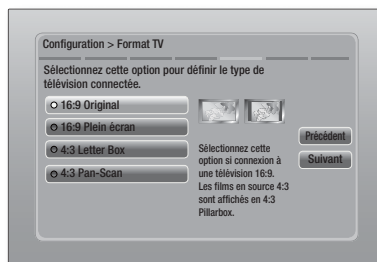 Configuration > Format TV
Sélectionnez cette option pour définir le type de
télévision connectée.
16:9 Original
16:9 Plein écran
4:3 Letter Box
4:3 Pan-Scan
Sélectionnez cette
option si connexion à
une télévision 16:9.
Les films en source 4:3
sont affichés en 4:3
Pillarbox.
Précédent
Suivant